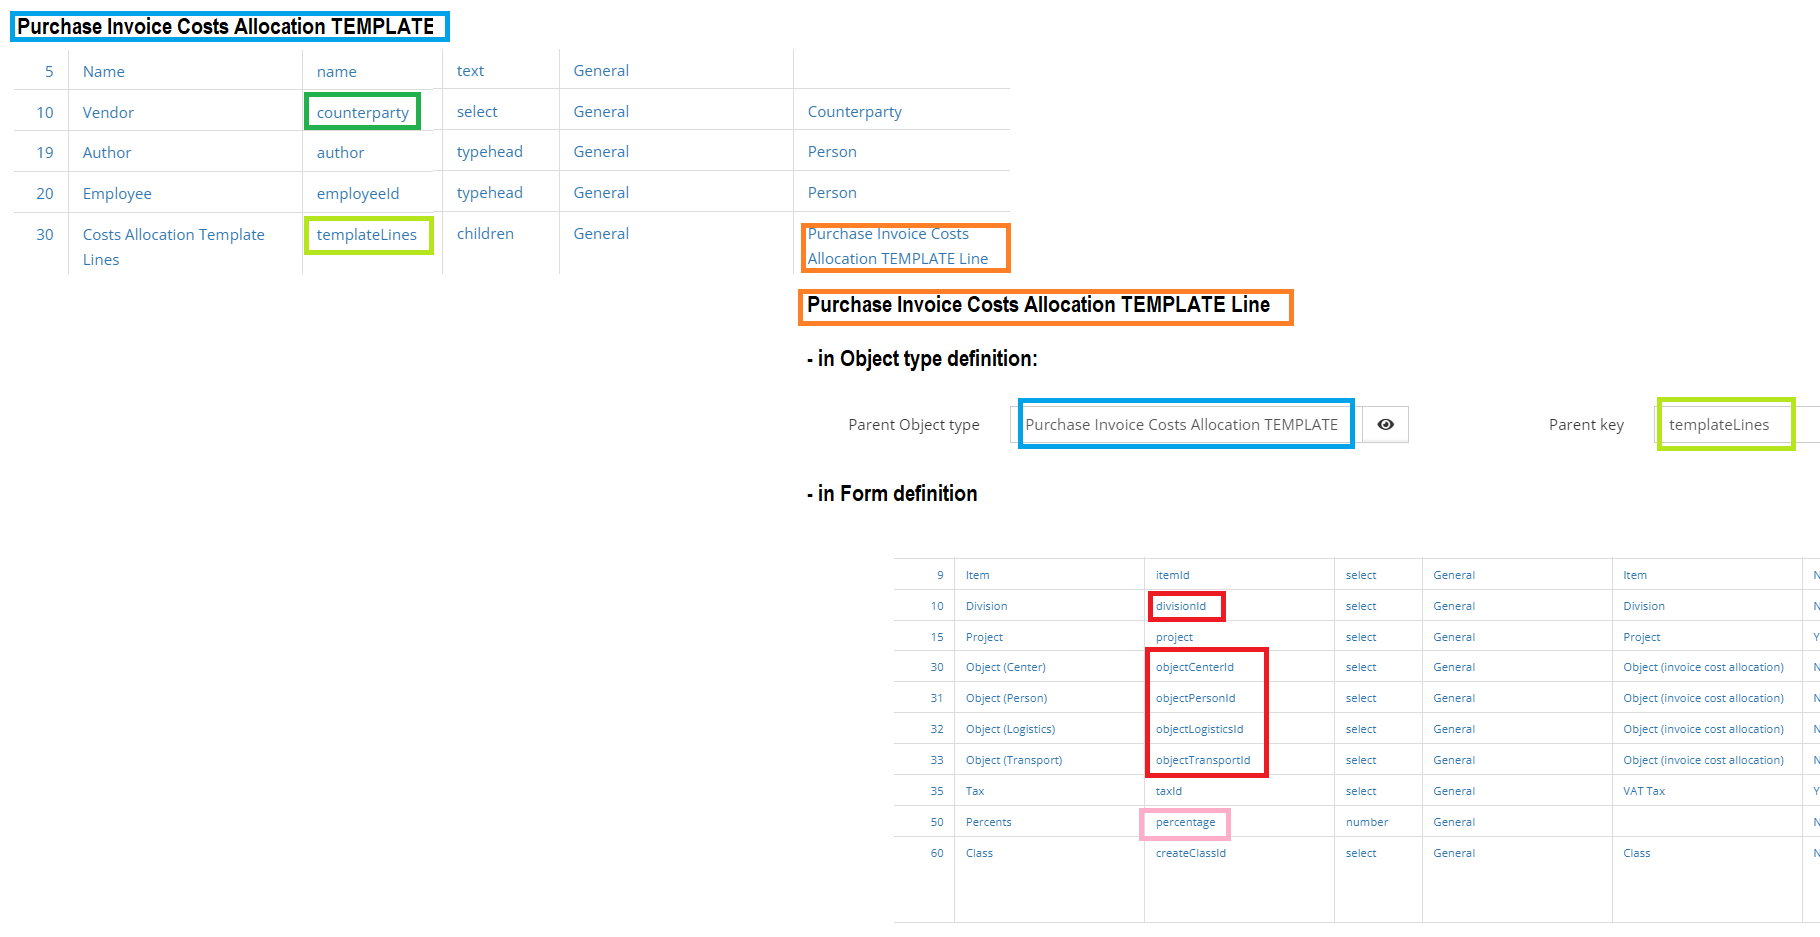 Purchase Invoice Costs Allocation TEMPLATE
5 Name name text General
10 Vendor counterparty select General Counterparty
19 Author author typehead General Person
20 Employee employeeId typehead General Person
30 Costs Allocation Template Lines templateLines children General Purchase Invoice Costs Allocation TEMPLATE Line
Purchase Invoice Costs Allocation TEMPLATE Line
- in Object type definition:
Parent Object type Purchase Invoice Costs Allocation TEMPLATE Parent key templateLines
- in Form definition
9 Item itemId select General Item N
10 Division divisionId select General Division N
15 Project project select General Project Y
30 Object (Center) objectCenterId select General Object (invoice cost allocation) N
31 Object (Person) objectPersonId select General Object (invoice cost allocation) N
32 Object (Logistics) objectLogisticsId select General Object (invoice cost allocation) N
33 Object (Transport) objectTransportId select General Object (invoice cost allocation) N
35 Tax taxId select General VAT Tax Y
50 Percents percentage number General N
60 Class createClassId select General Class N